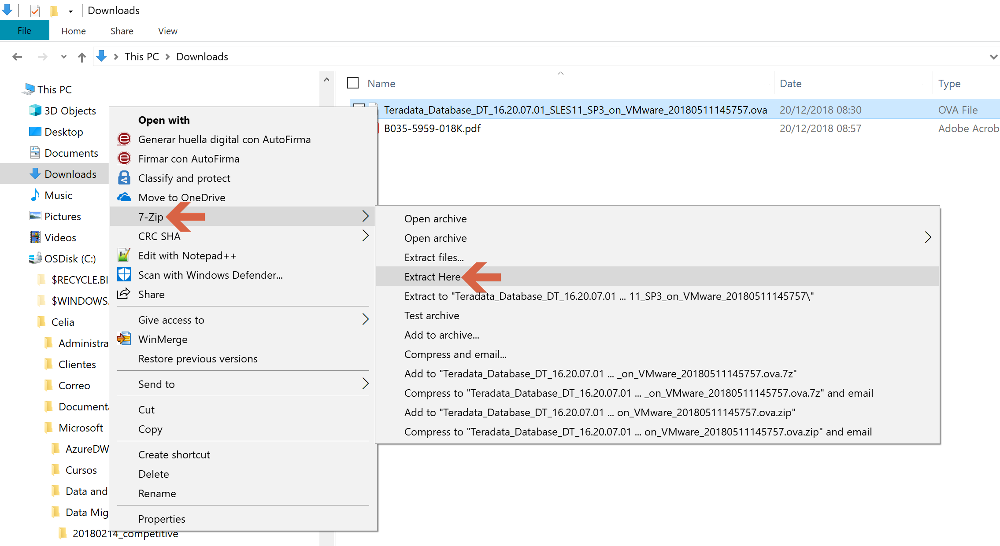 Downloads
File Home Share View
This PC Downloads
Name Date Type
Teradata_Database_DT_16.20.07.01_SLES11_SP3_on_VMware_20180511145757.ova 20/12/2018 08:30 OVA File
B035-5959-018K.pdf 20/12/2018 08:57 Adobe Acrob
This PC
3D Objects
Desktop
Documents
Downloads
Music
Pictures
Videos
OSDisk (C:)
$RECYCLE.BI
$WINDOWS.
Celia
Administra
Clientes
Correo
Documenta
Microsoft
AzureDW
Cursos
Data and
Data Mig
20180214_competitive
Open with
Generar huella digital con AutoFirma
Firmar con AutoFirma
Classify and protect
Move to OneDrive
7-Zip
CRC SHA
Edit with Notepad++
Scan with Windows Defender...
Share
Give access to
WinMerge
Restore previous versions
Send to
Cut
Copy
Create shortcut
Delete
Rename
Properties
Open archive
Open archive
Extract files...
Extract Here
Extract to "Teradata_Database_DT_16.20.07.01 ... 11_SP3_on_VMware_20180511145757\"
Test archive
Add to archive...
Compress and email...
Add to "Teradata_Database_DT_16.20.07.01 ... _on_VMware_20180511145757.ova.7z"
Compress to "Teradata_Database_DT_16.20.07.01 ... _on_VMware_20180511145757.ova.7z" and email
Add to "Teradata_Database_DT_16.20.07.01 ... on_VMware_20180511145757.ova.zip"
Compress to "Teradata_Database_DT_16.20.07.01 ... on_VMware_20180511145757.ova.zip" and email